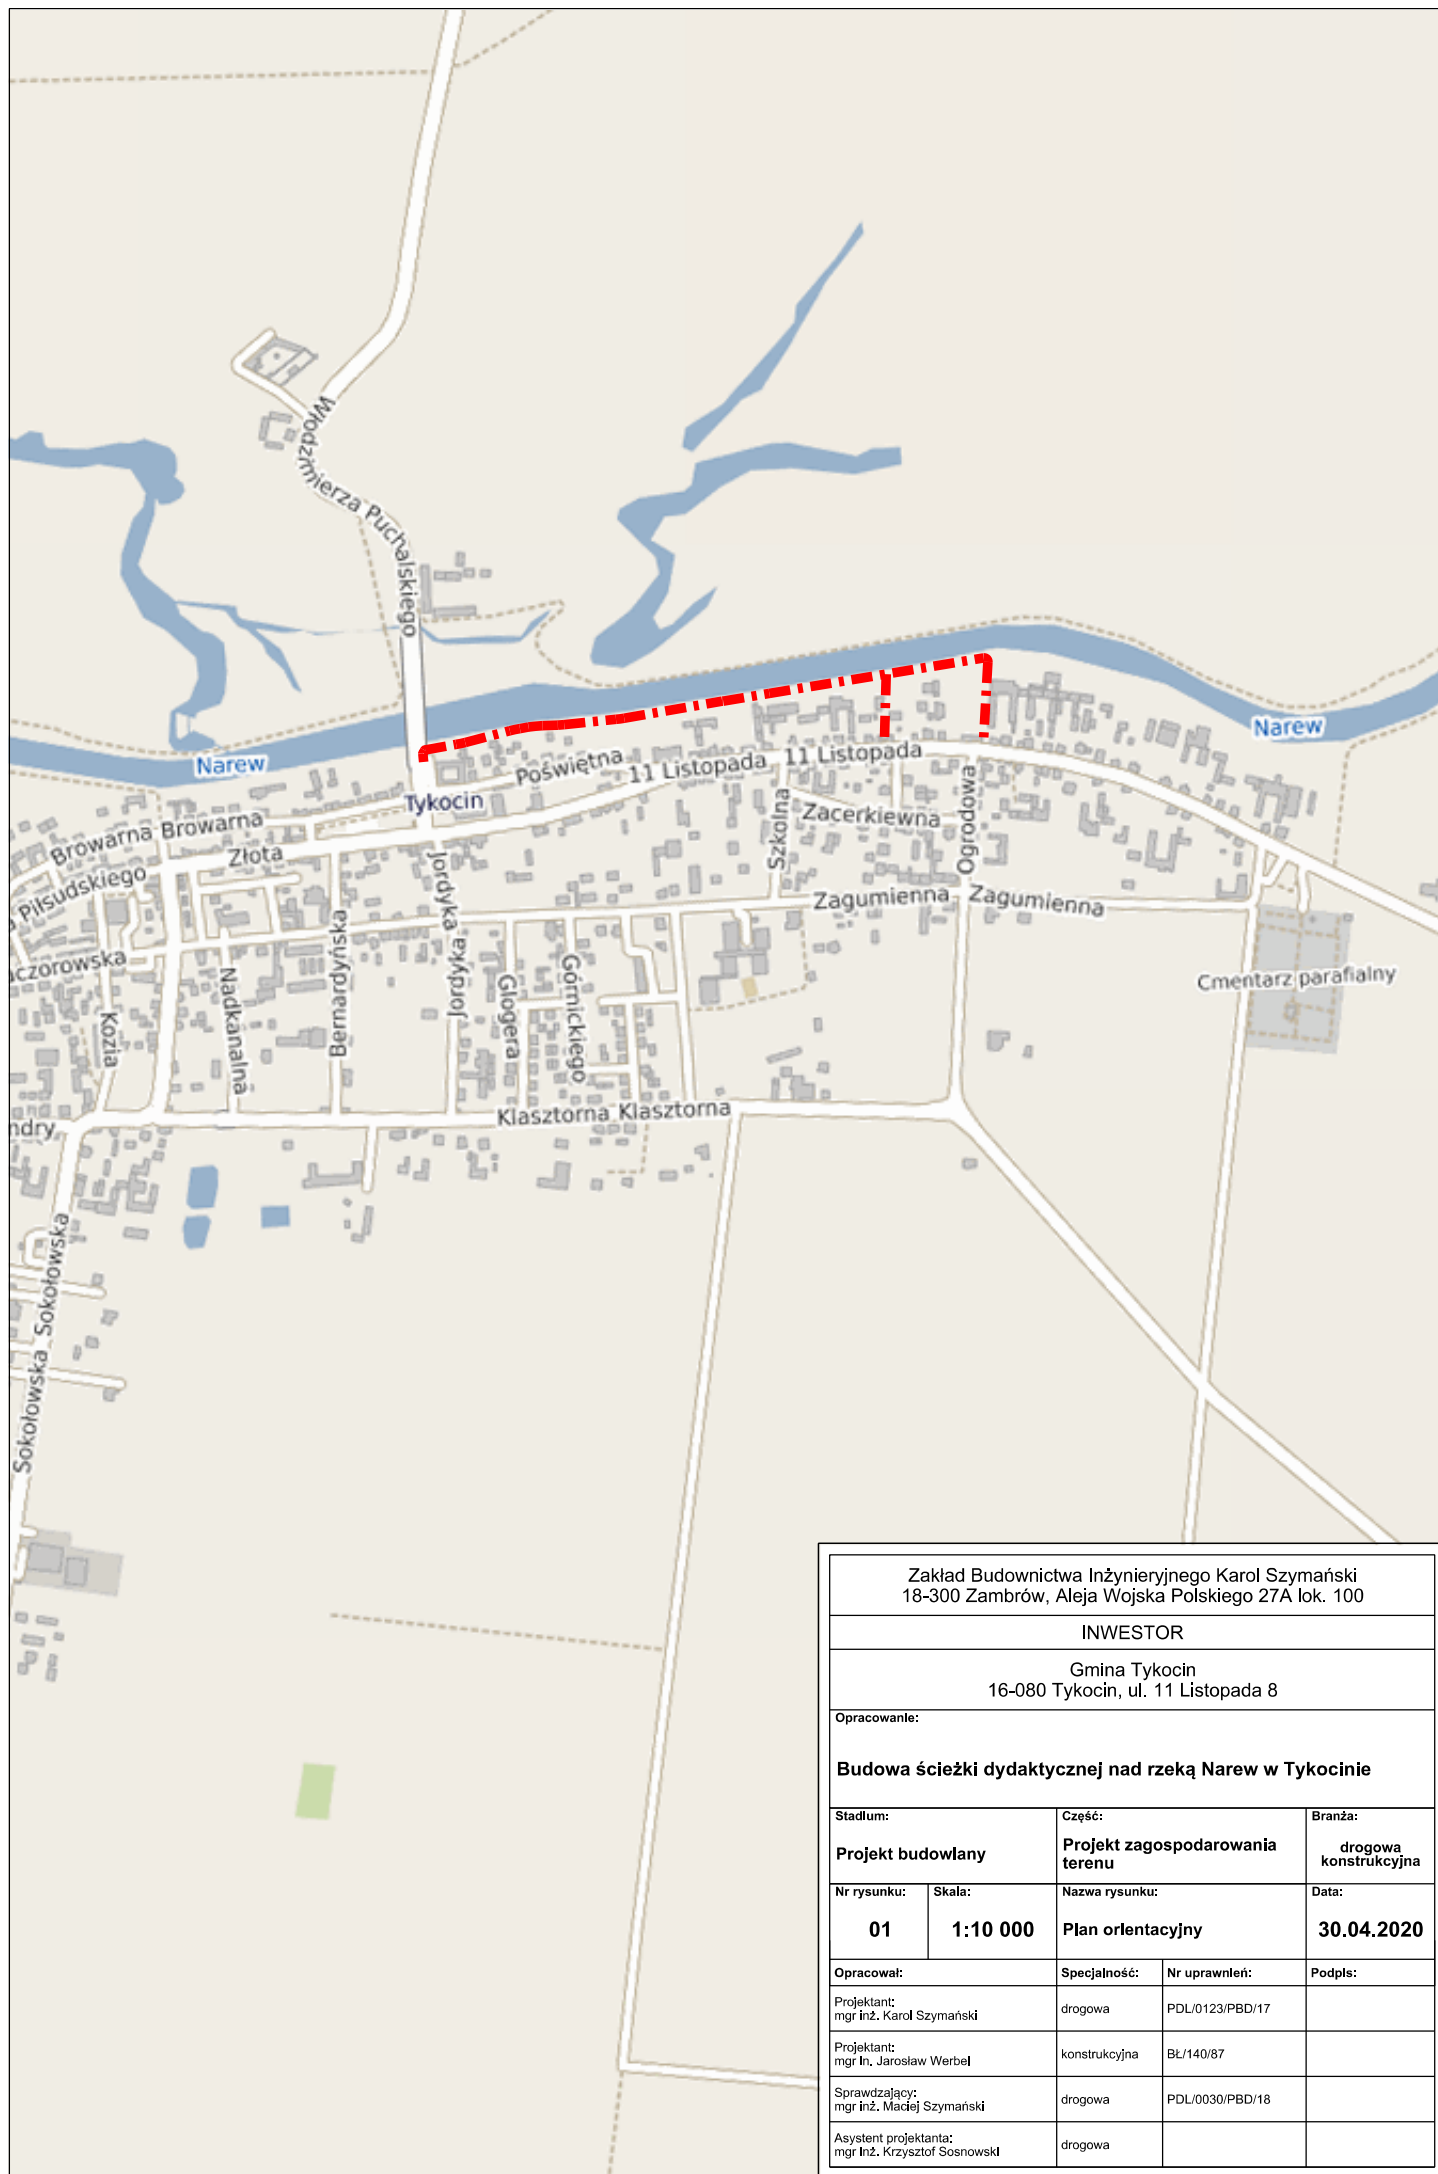 Włodzimierza Puchalskiego
Narew
Narew
Poświętna
11 Listopada
11 Listopada
Tykocin
Browarna
Browarna
Złota
Piłsudskiego
Szkolna
Zacerkiewna
Ogrodowa
Zagumienna
Zagumienna
Jordyka
Jordyka
Bernardyńska
Nadkanalna
Kozia
Glogera
Górnickiego
Cmentarz parafialny
Klasztorna
Klasztorna
Sokołowska
Sokołowska
Zakład Budownictwa Inżynieryjnego Karol Szymański
18-300 Zambrów, Aleja Wojska Polskiego 27A lok. 100
INWESTOR
Gmina Tykocin
16-080 Tykocin, ul. 11 Listopada 8
Opracowanie:
Budowa ścieżki dydaktycznej nad rzeką Narew w Tykocinie
Stadium:
Projekt budowlany
Część:
Projekt zagospodarowania
terenu
Branża:
drogowa
konstrukcyjna
Nr rysunku:
01
Skala:
1:10 000
Nazwa rysunku:
Plan orientacyjny
Data:
30.04.2020
Opracował: Specjalność: Nr uprawnień: Podpis:
Projektant:
mgr inż. Karol Szymański drogowa PDL/0123/PBD/17
Projektant:
mgr in. Jarosław Werbel konstrukcyjna BŁ/140/87
Sprawdzający:
mgr inż. Maciej Szymański drogowa PDL/0030/PBD/18
Asystent projektanta:
mgr inż. Krzysztof Sosnowski drogowa